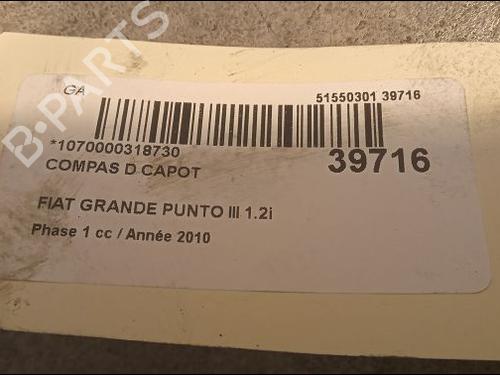 GA
51550301 39716
*1070000318730
39716
COMPAS D CAPOT
FIAT GRANDE PUNTO III 1.2i
Phase 1 cc / Année 2010
B-PARTS